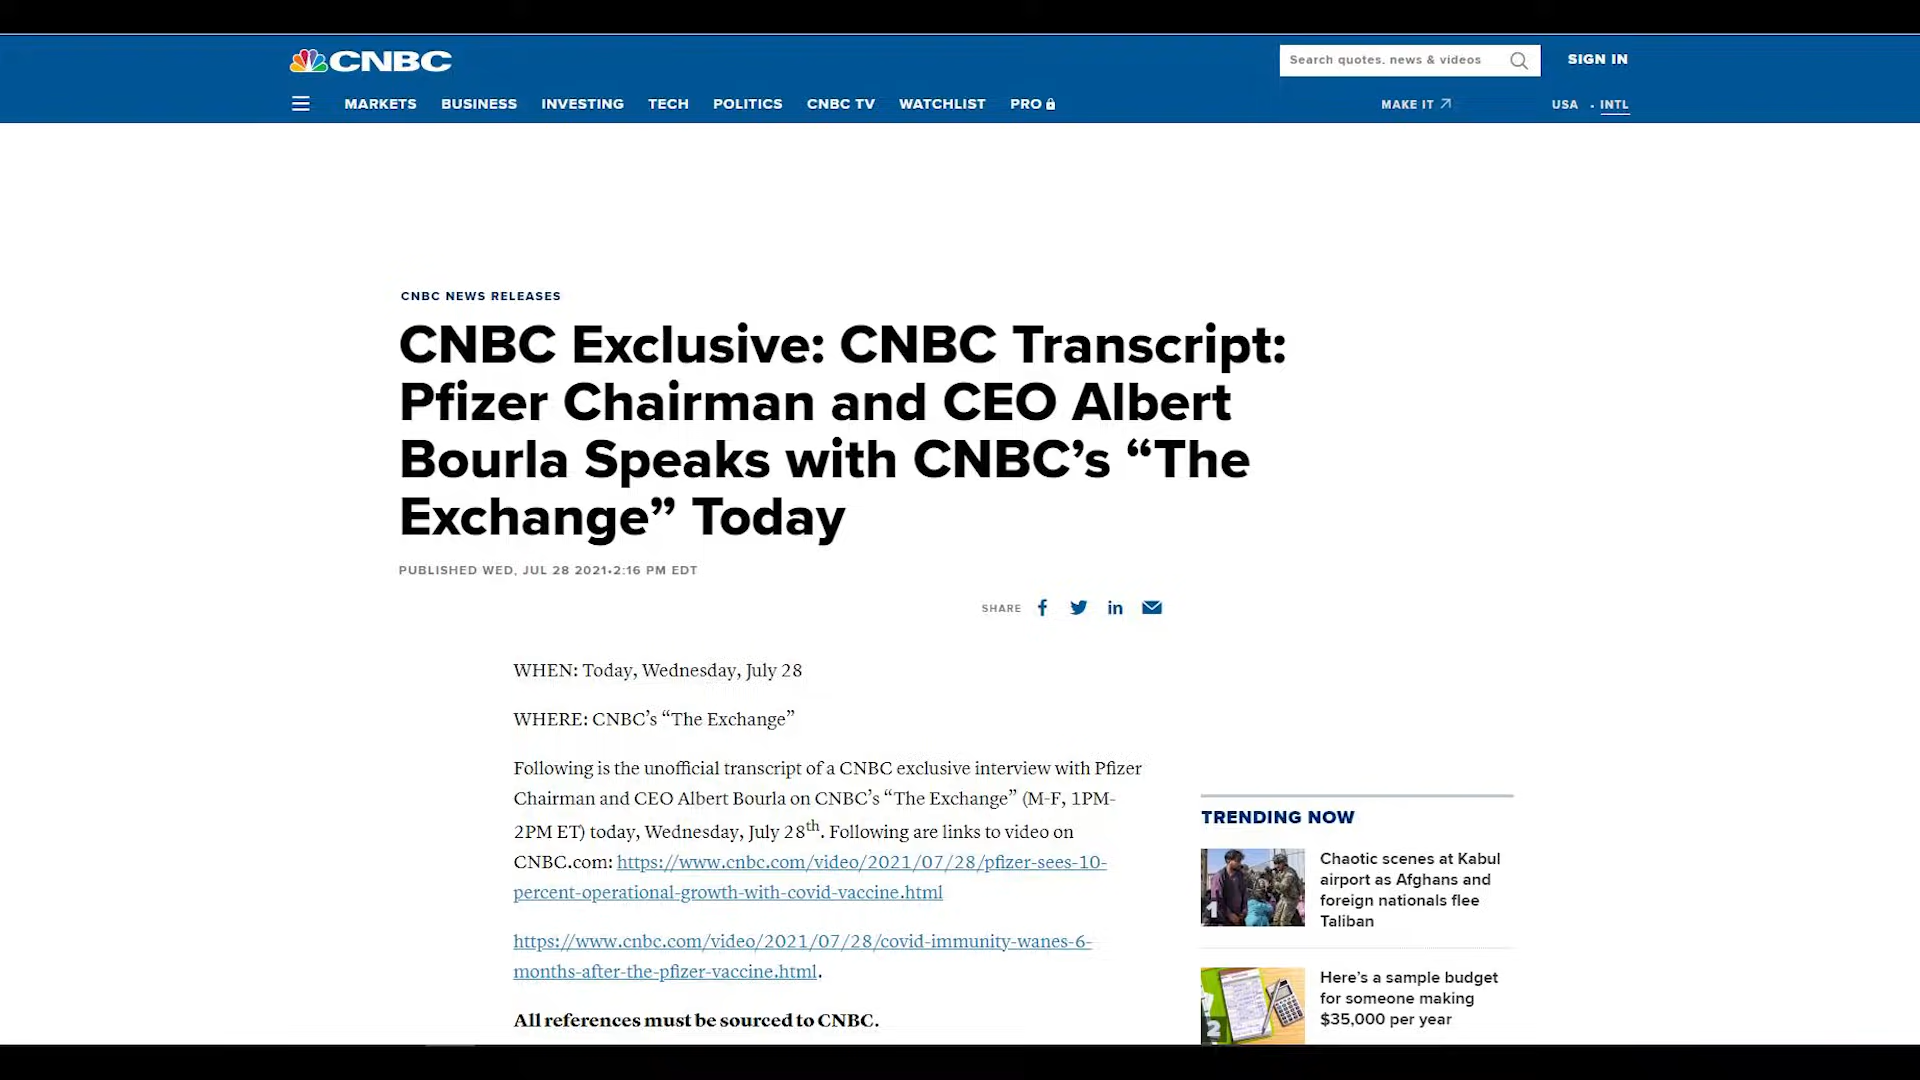 CNBC
Search quotes, news & videos
SIGN IN
MARKETS BUSINESS INVESTING TECH POLITICS CNBC TV WATCHLIST PRO
MAKE IT
USA • INTL
CNBC NEWS RELEASES
CNBC Exclusive: CNBC Transcript:
Pfizer Chairman and CEO Albert
Bourla Speaks with CNBC’s “The
Exchange” Today
PUBLISHED WED, JUL 28 2021•2:16 PM EDT
SHARE
WHEN: Today, Wednesday, July 28
WHERE: CNBC’s “The Exchange”
Following is the unofficial transcript of a CNBC exclusive interview with Pfizer
Chairman and CEO Albert Bourla on CNBC’s “The Exchange” (M-F, 1PM-
2PM ET) today, Wednesday, July 28th. Following are links to video on
CNBC.com: https://www.cnbc.com/video/2021/07/28/pfizer-sees-10-
percent-operational-growth-with-covid-vaccine.html
https://www.cnbc.com/video/2021/07/28/covid-immunity-wanes-6-
months-after-the-pfizer-vaccine.html.
All references must be sourced to CNBC.
TRENDING NOW
1
Chaotic scenes at Kabul
airport as Afghans and
foreign nationals flee
Taliban
2
Here’s a sample budget
for someone making
$35,000 per year